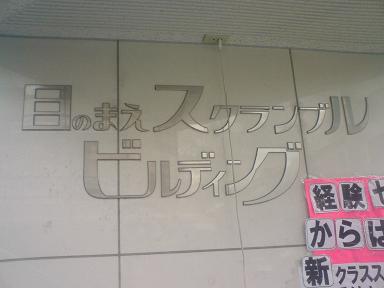 目のまえスクランブル
ビルディング
経験
からは
新クラスス